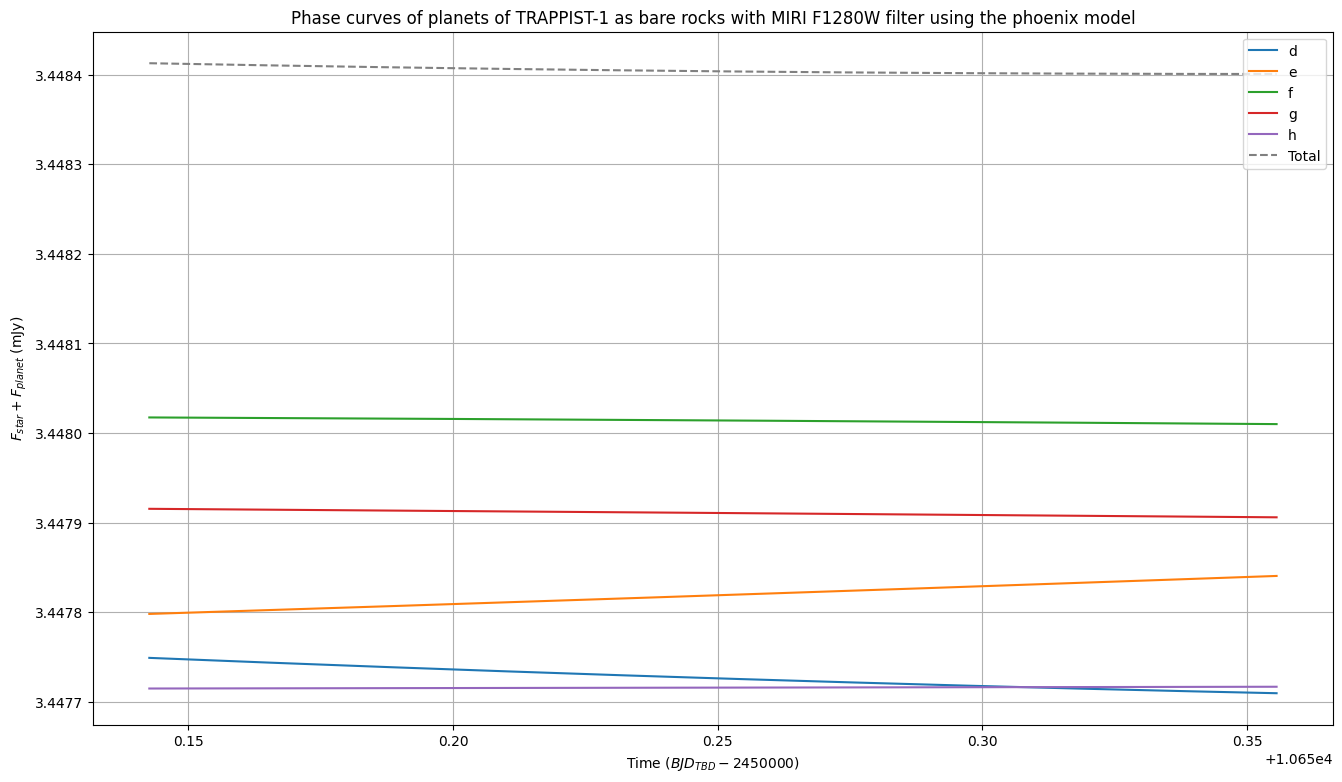 Phase curves of planets of TRAPPIST-1 as bare rocks with MIRI F1280W filter using the phoenix model
3.4484
3.4483
3.4482
3.4481
3.4480
3.4479
3.4478
3.4477
F_{star} + F_{planet} (mJy)
d
e
f
g
h
Total
0.15
0.20
0.25
0.30
0.35
+1.065e4
Time (BJD_{TBD} − 2450000)